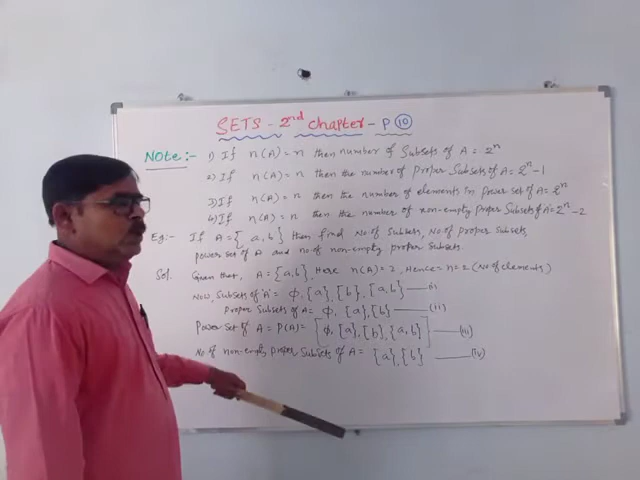 SETS - 2nd chapter - P 10
NOTE:- 1) If n(A) = n then number of subsets of A = 2^n
2) If n(A) = n then the number of proper subsets of A = 2^n - 1
3) If n(A) = n then the number of elements in power set of A = 2^n
4) If n(A) = n then the number of non-empty proper subsets of A = 2^n - 2
Eg:- If A = {a, b} then find No of subsets, No of proper subsets,
power set of A and no of non-empty proper subsets.
Sol. Given that, A = {a, b}, Here n(A) = 2, Hence n = 2 (No of elements)
Now, Subsets of A = φ, {a}, {b}, {a, b} — (i)
Proper Subsets of A = φ, {a}, {b} — (ii)
Power Set of A = P(A) = [φ, {a}, {b}, {a, b}] — (iii)
No of non-empty proper subsets of A = {a}, {b} — (iv)